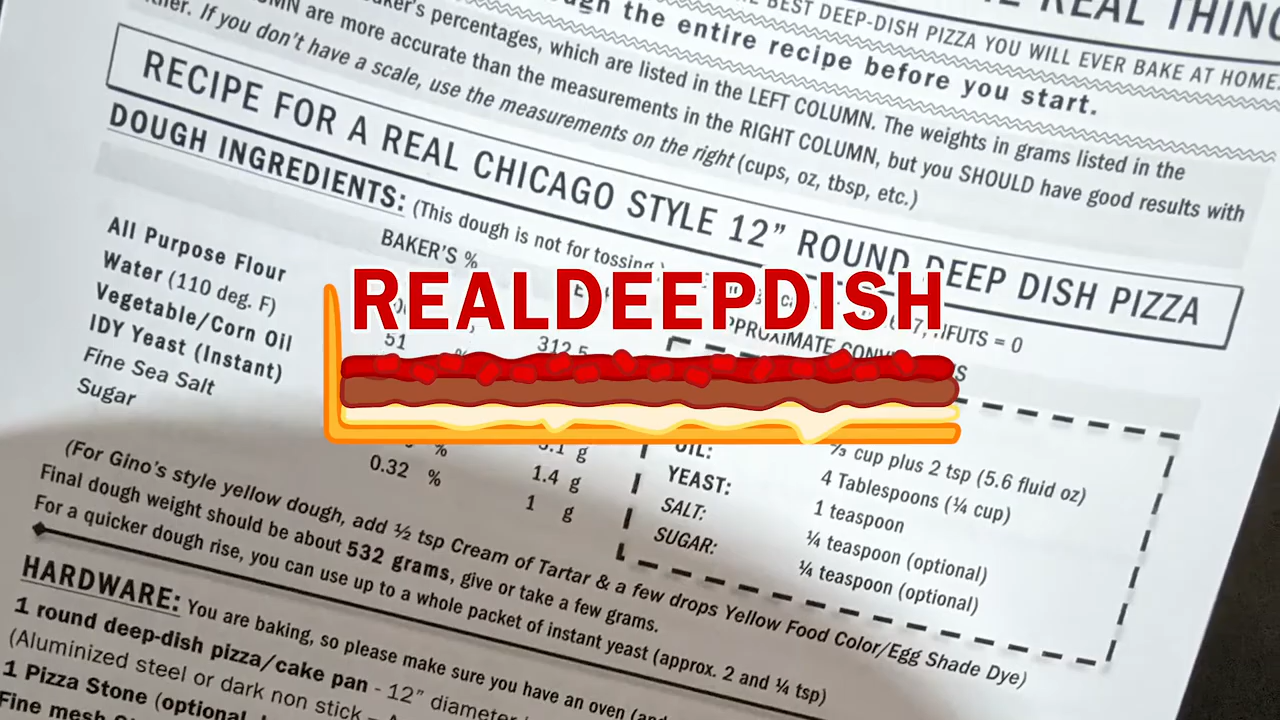 THE REAL THING
BEST DEEP-DISH PIZZA YOU WILL EVER BAKE AT HOME.
the entire recipe before you start.
percentages, which are listed in the LEFT COLUMN. The weights in grams listed in the
are more accurate than the measurements in the RIGHT COLUMN, but you SHOULD have good results with
If you don't have a scale, use the measurements on the right (cups, oz, tbsp, etc.)
RECIPE FOR A REAL CHICAGO STYLE 12” ROUND DEEP DISH PIZZA
DOUGH INGREDIENTS: (This dough is not for tossing
= 0
BAKER'S %
APPROXIMATE
All Purpose Flour
Water (110 deg. F)
51 % 312.5
Vegetable/Corn Oil
IDY Yeast (Instant)
Fine Sea Salt
% g
Sugar
0.32 % 1.4 g
1 g
REALDEEPDISH
OIL:
⅔ cup plus 2 tsp (5.6 fluid oz)
YEAST:
4 Tablespoons (¼ cup)
SALT:
1 teaspoon
SUGAR:
¼ teaspoon (optional)
¼ teaspoon (optional)
(For Gino's style yellow dough, add ½ tsp Cream of Tartar & a few drops Yellow Food Color/Egg Shade Dye)
Final dough weight should be about 532 grams, give or take a few grams.
For a quicker dough rise, you can use up to a whole packet of instant yeast (approx. 2 and ¼ tsp)
HARDWARE: You are baking, so please make sure you have an oven
1 round deep-dish pizza/cake pan - 12” diameter
(Aluminized steel or dark non stick
1 Pizza Stone (optional
Fine mesh